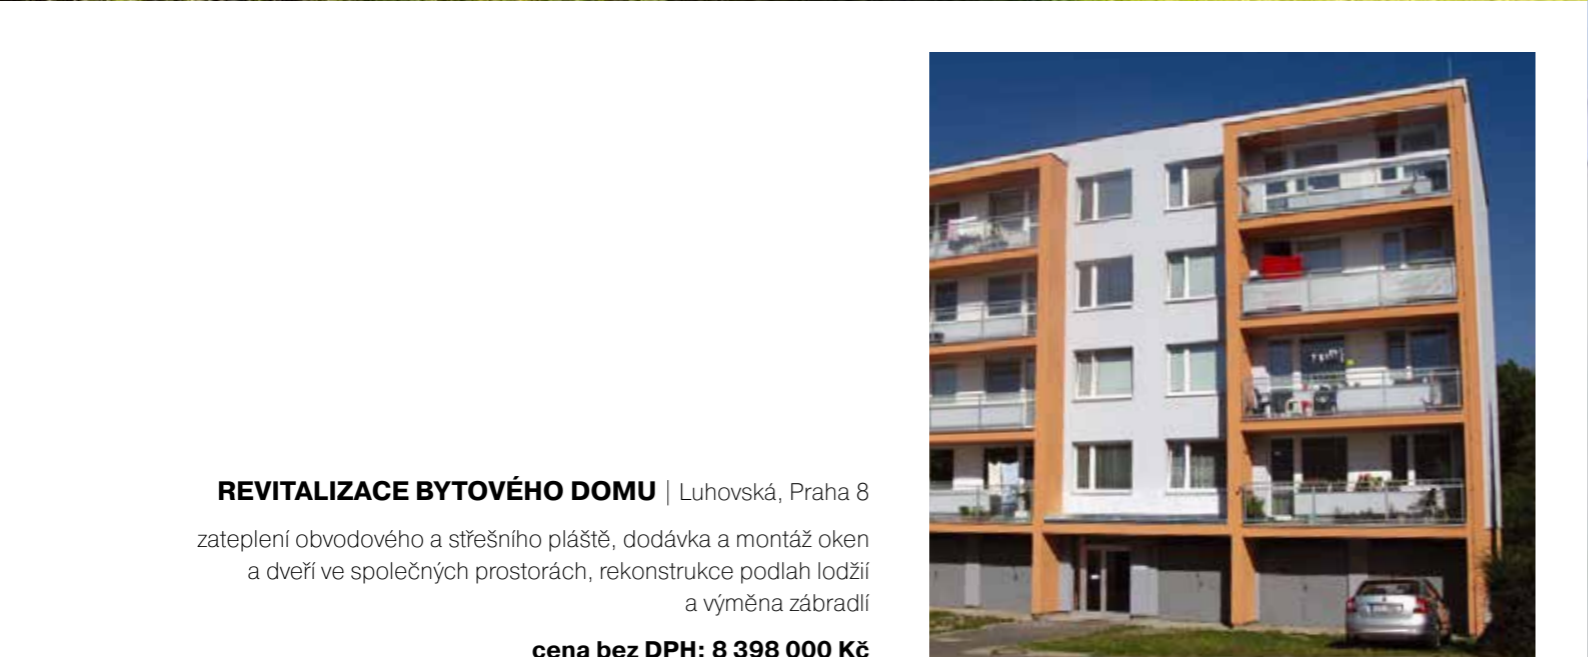 REVITALIZACE BYTOVÉHO DOMU | Luhovská, Praha 8
zateplení obvodového a střešního pláště, dodávka a montáž oken
a dveří ve společných prostorách, rekonstrukce podlah lodžií
a výměna zábradlí
cena bez DPH: 8 398 000 Kč